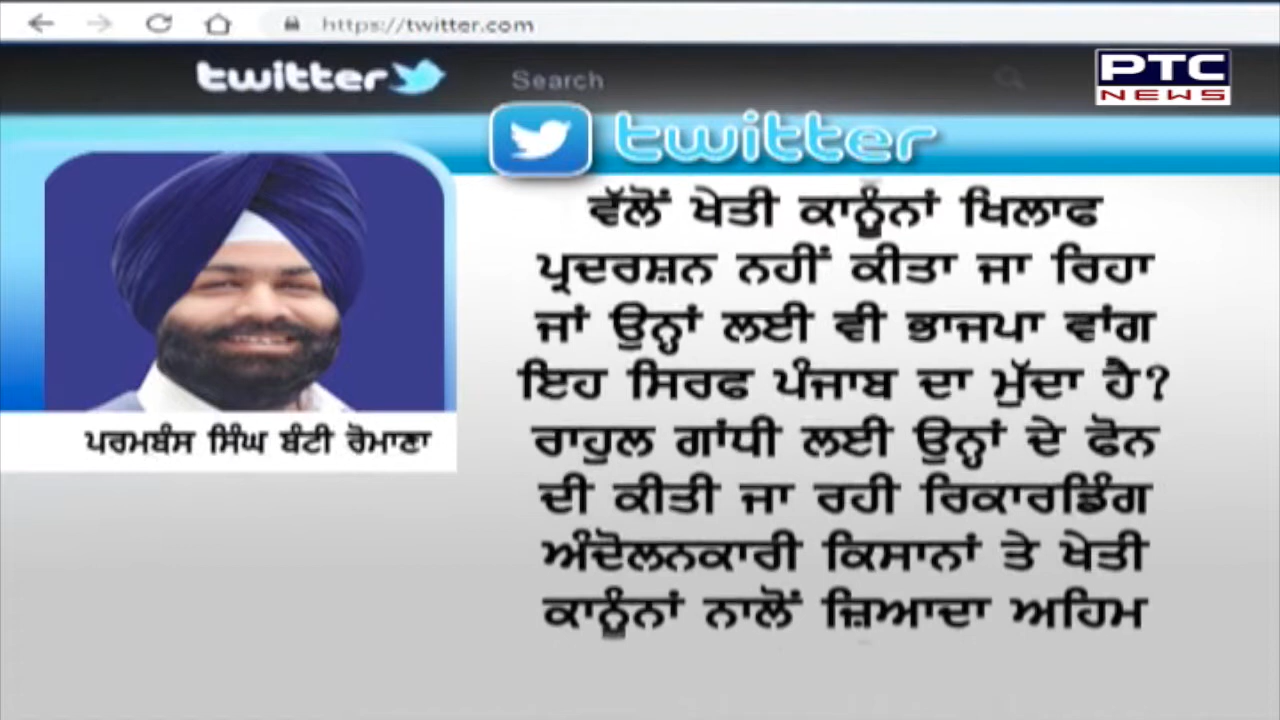 https://twitter.com
twitter
Search
PTC
NEWS
twitter
ਵੱਲੋਂ ਖੇਤੀ ਕਾਨੂੰਨਾਂ ਖਿਲਾਫ
ਪ੍ਰਦਰਸ਼ਨ ਨਹੀਂ ਕੀਤਾ ਜਾ ਰਿਹਾ
ਜਾਂ ਉਨ੍ਹਾਂ ਲਈ ਵੀ ਭਾਜਪਾ ਵਾਂਗ
ਇਹ ਸਿਰਫ ਪੰਜਾਬ ਦਾ ਮੁੱਦਾ ਹੈ?
ਰਾਹੁਲ ਗਾਂਧੀ ਲਈ ਉਨ੍ਹਾਂ ਦੇ ਫੋਨ
ਦੀ ਕੀਤੀ ਜਾ ਰਹੀ ਰਿਕਾਰਡਿੰਗ
ਅੰਦੋਲਨਕਾਰੀ ਕਿਸਾਨਾਂ ਤੇ ਖੇਤੀ
ਕਾਨੂੰਨਾਂ ਨਾਲੋਂ ਜ਼ਿਆਦਾ ਅਹਿਮ
ਪਰਮਬੰਸ ਸਿੰਘ ਬੰਟੀ ਰੋਮਾਣਾ